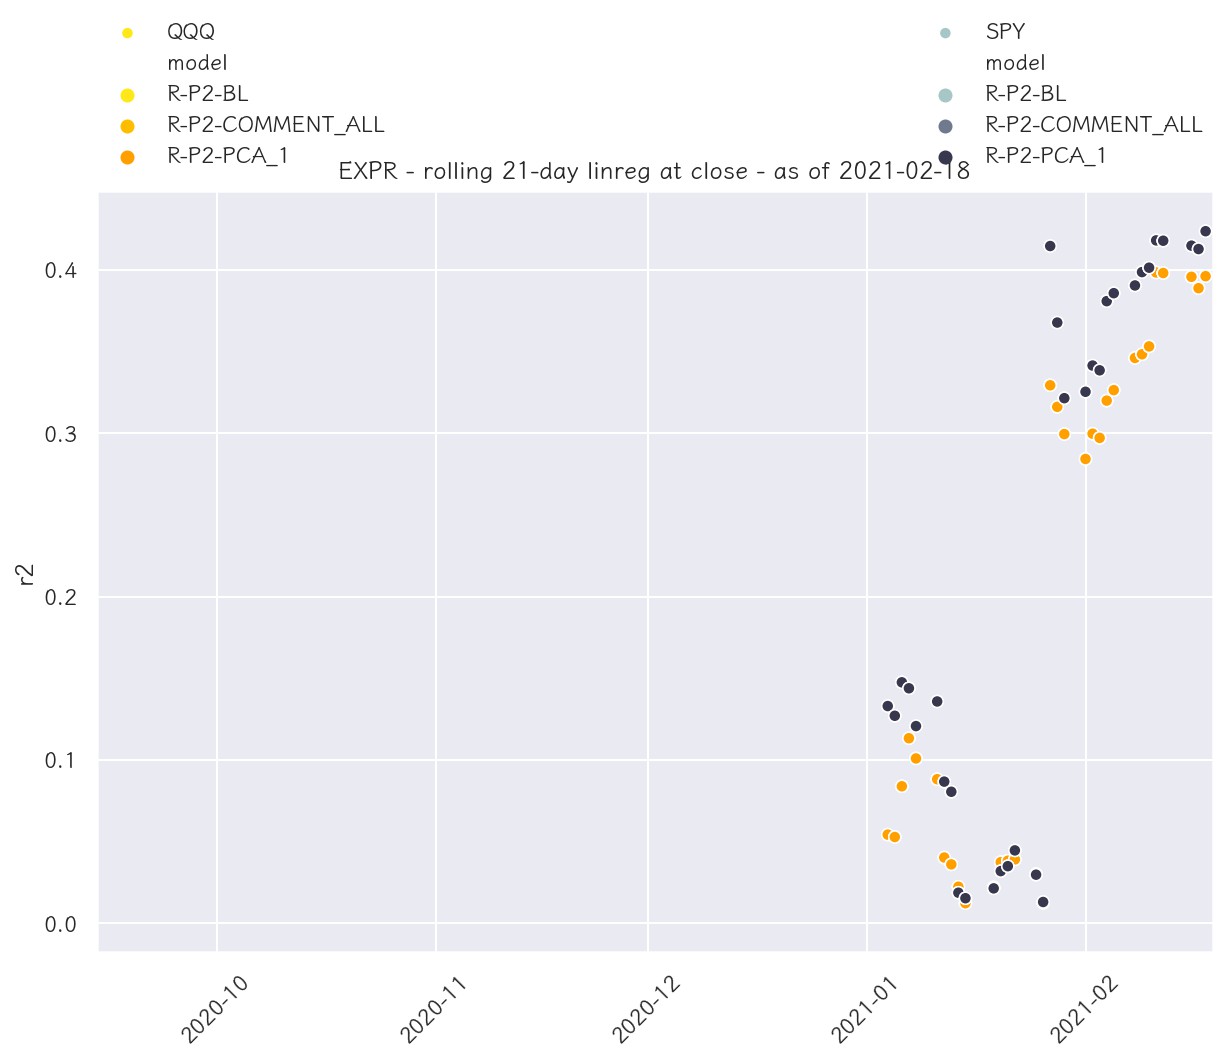 QQQ
model
R-P2-BL
R-P2-COMMENT_ALL
R-P2-PCA_1
SPY
model
R-P2-BL
R-P2-COMMENT_ALL
R-P2-PCA_1
EXPR - rolling 21-day linreg at close - as of 2021-02-18
r2
0.4
0.3
0.2
0.1
0.0
2020-10
2020-11
2020-12
2021-01
2021-02